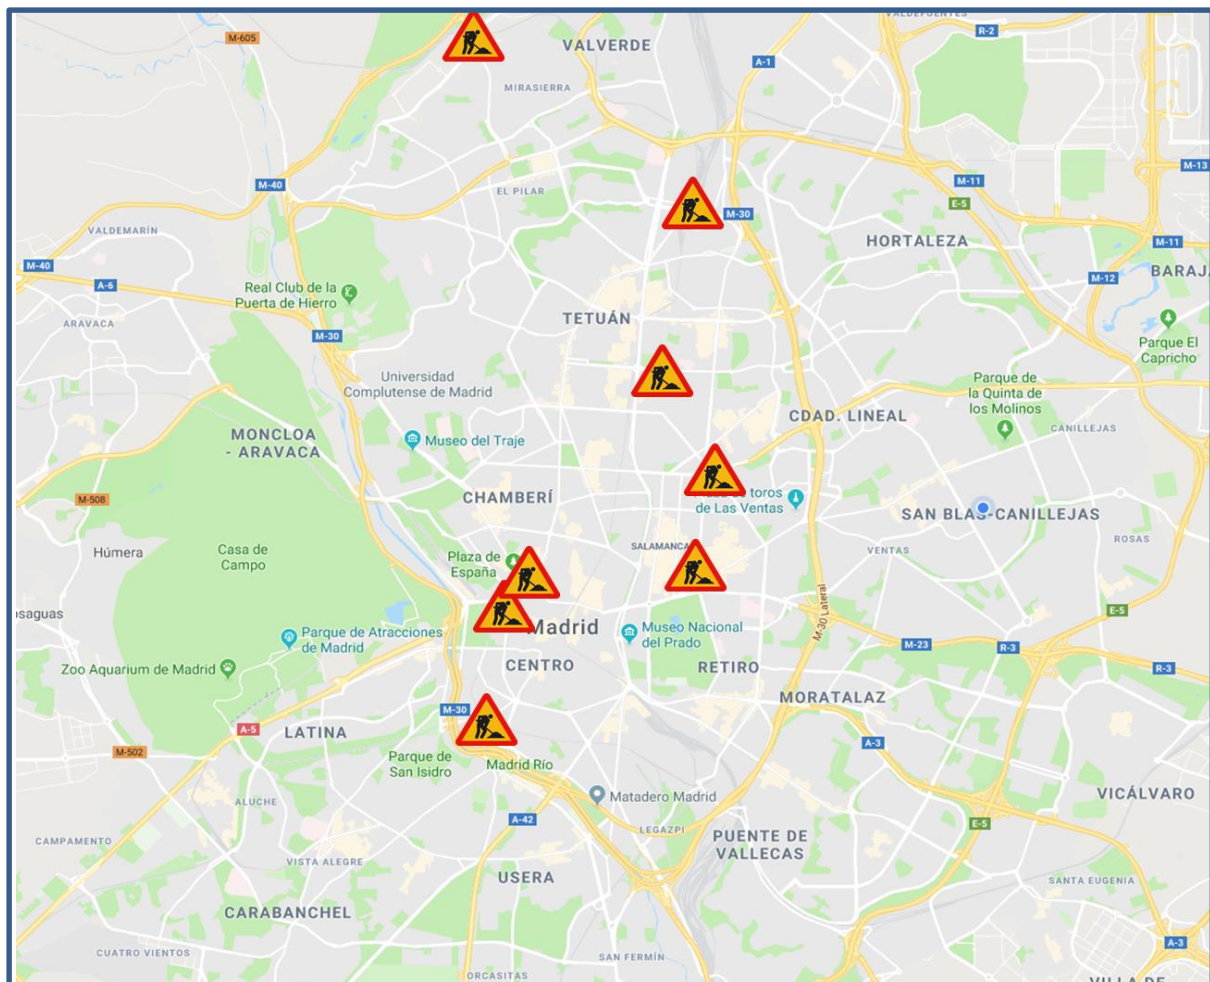 VALDEFUENTES
M-605
R-2
VALVERDE
A-1
MIRASIERRA
M-13
M-40
EL PILAR
M-11
E-5
M-30
VALDEMARÍN
HORTALEZA
M-11
M-40
BARAJ
A-6
M-12
Real Club de la
Puerta de Hierro
ARAVACA
TETUÁN
M-30
Parque El
Capricho
Universidad
Complutense de Madrid
Parque de
la Quinta de
los Molinos
CDAD. LINEAL
CANILLEJAS
MONCLOA
- ARAVACA
Museo del Traje
M-508
CHAMBERÍ
de toros
de Las Ventas
SAN BLAS-CANILLEJAS
Húmera
Casa de
Campo
Plaza de
España
SALAMANCA
VENTAS
ROSAS
osaguas
E-5
M-30 Lateral
Parque de Atracciones
de Madrid
Madrid
Museo Nacional
del Prado
M-23
R-3
R-3
Zoo Aquarium de Madrid
CENTRO
RETIRO
MORATALAZ
M-30
A-5
LATINA
M-502
A-3
Parque de
San Isidro
Madrid Río
Matadero Madrid
VICÁLVARO
ALUCHE
A-42
E-5
LEGAZPI
CAMPAMENTO
PUENTE DE
VALLECAS
VISTA ALEGRE
USERA
SANTA EUGENIA
CARABANCHEL
CUATRO VIENTOS
SAN FERMÍN
A-3
ORCASITAS
VILLA DE